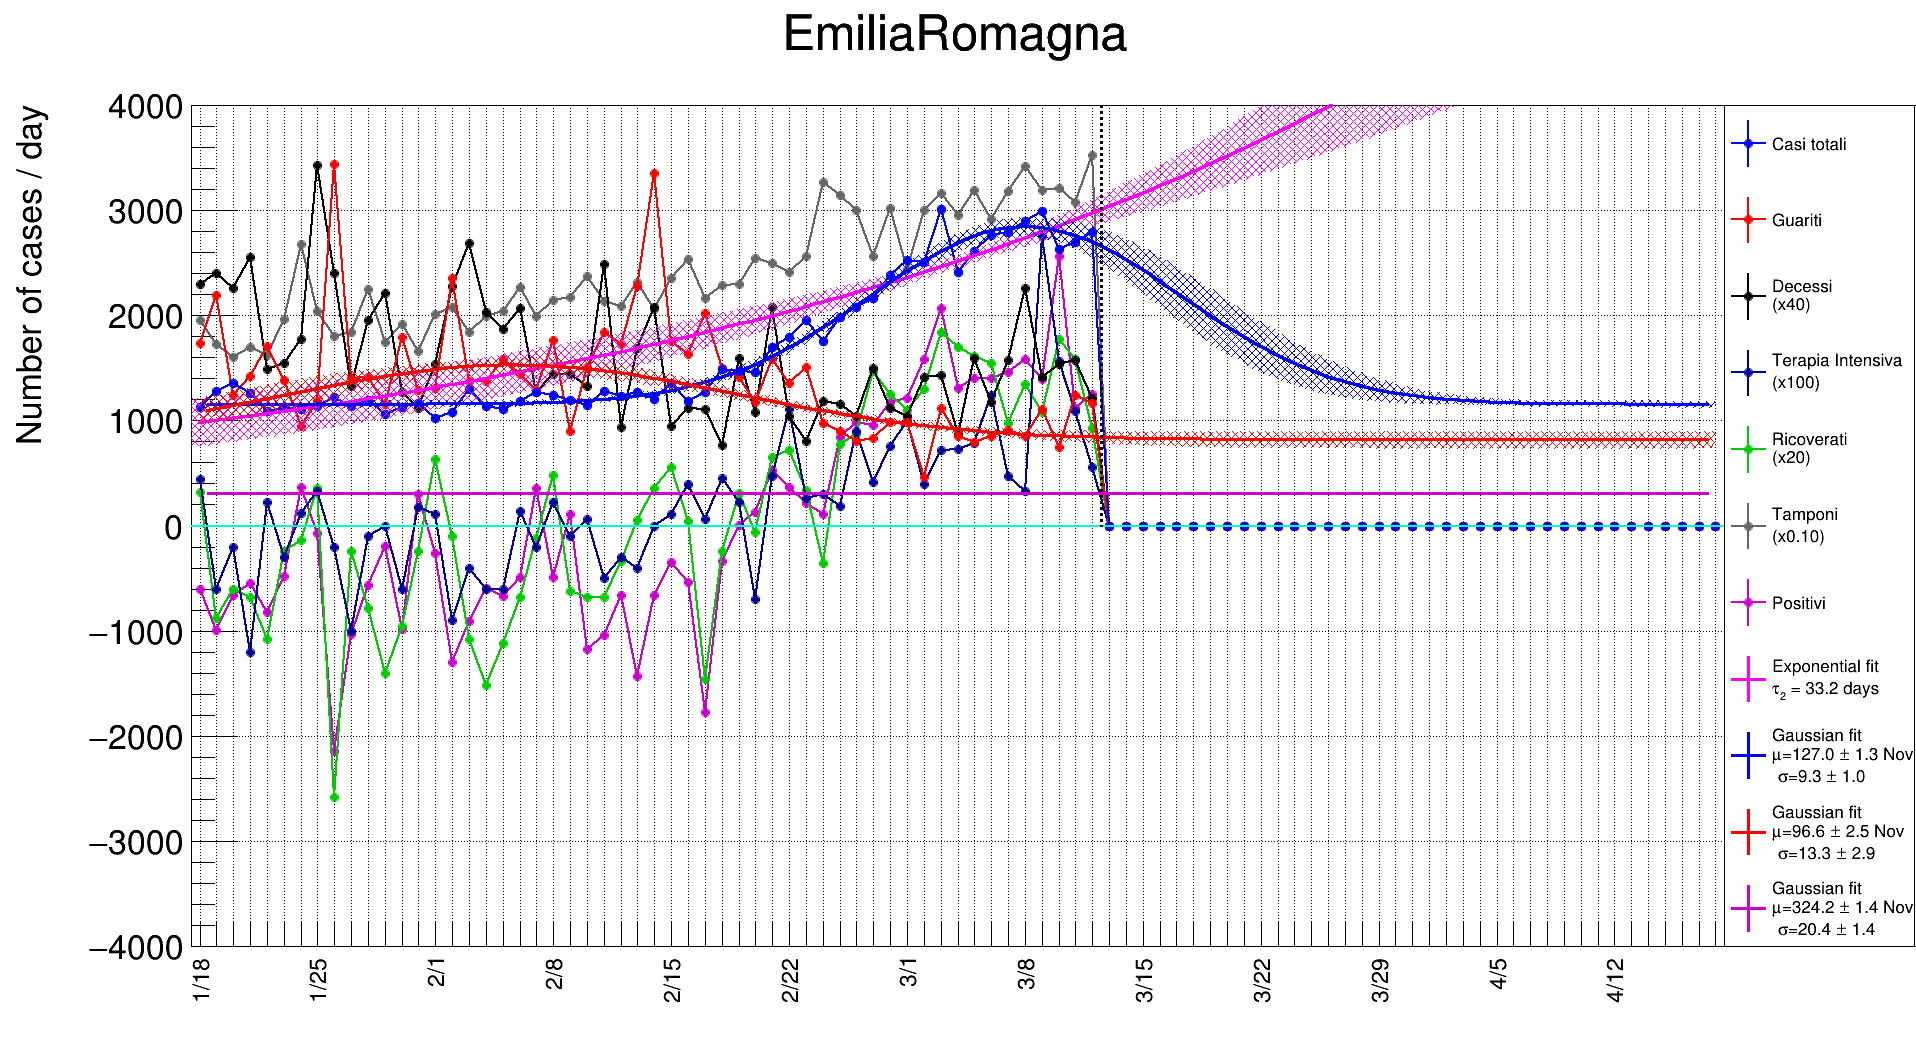 EmiliaRomagna
Number of cases / day
4000
3000
2000
1000
0
−1000
−2000
−3000
−4000
1/18
1/25
2/1
2/8
2/15
2/22
3/1
3/8
3/15
3/22
3/29
4/5
4/12
Casi totali
Guariti
Decessi
(x40)
Terapia Intensiva
(x100)
Ricoverati
(x20)
Tamponi
(x0.10)
Positivi
Exponential fit
τ2 = 33.2 days
Gaussian fit
μ=127.0 ± 1.3 Nov
σ=9.3 ± 1.0
Gaussian fit
μ=96.6 ± 2.5 Nov
σ=13.3 ± 2.9
Gaussian fit
μ=324.2 ± 1.4 Nov
σ=20.4 ± 1.4